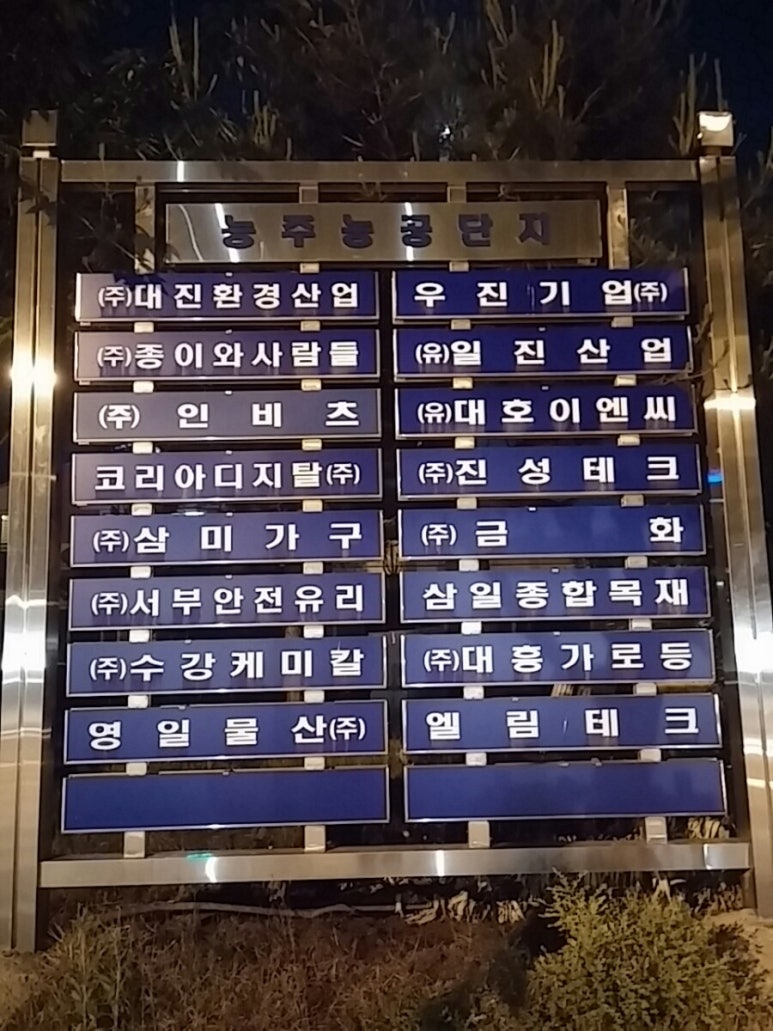 능주농공단지
(주)대진환경산업
우진기업(주)
(주)종이와사람들
(유)일진산업
(주)인비츠
(유)대호이엔씨
코리아디지탈(주)
(주)진성테크
(주)삼미가구
(주)금화
(주)서부안전유리
삼일종합목재
(주)수강케미칼
(주)대흥가로등
영일물산(주)
엘림테크